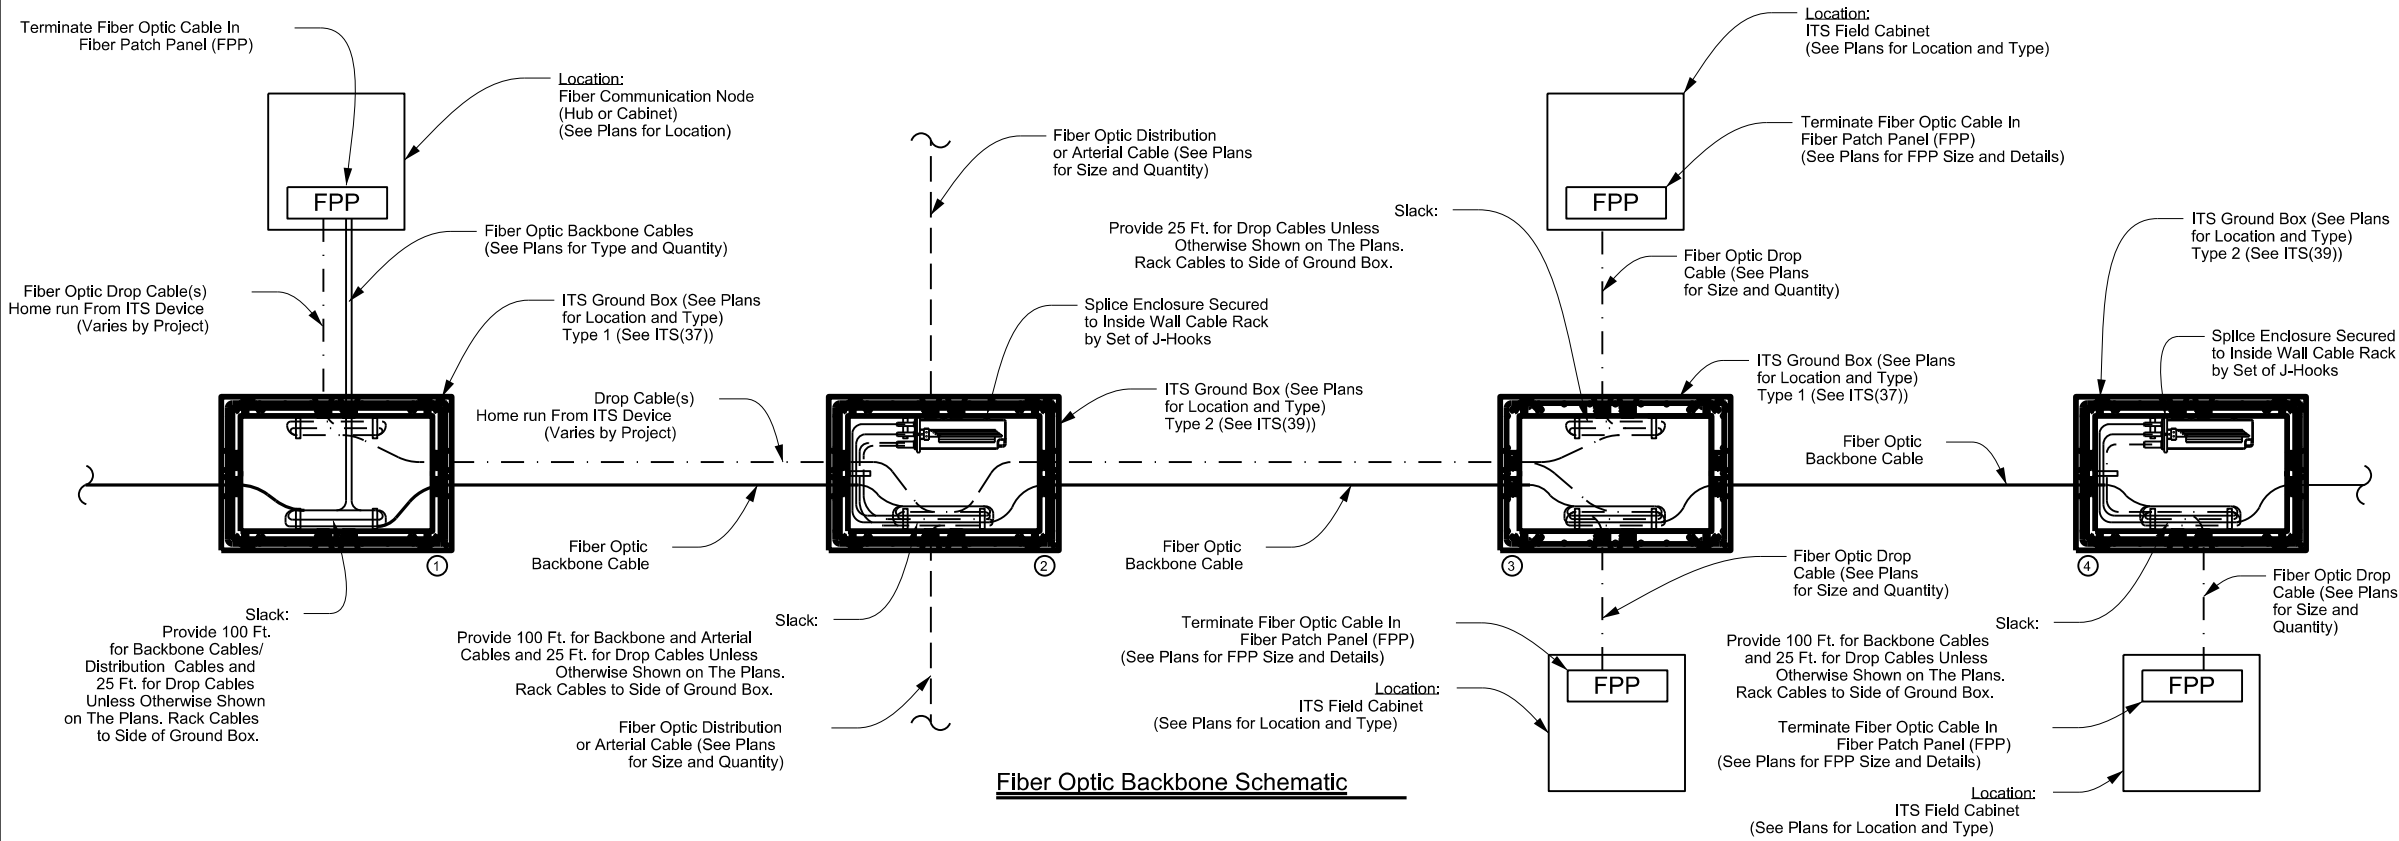 Terminate Fiber Optic Cable In
Fiber Patch Panel (FPP)
Location:
Fiber Communication Node
(Hub or Cabinet)
(See Plans for Location)
FPP
Fiber Optic Backbone Cables
(See Plans for Type and Quantity)
Fiber Optic Drop Cable(s)
Home run From ITS Device
(Varies by Project)
ITS Ground Box (See Plans
for Location and Type)
Type 1 (See ITS(37))
1
Slack:
Provide 100 Ft.
for Backbone Cables/
Distribution Cables and
25 Ft. for Drop Cables
Unless Otherwise Shown
on The Plans. Rack Cables
to Side of Ground Box.
Drop Cable(s)
Home run From ITS Device
(Varies by Project)
Fiber Optic
Backbone Cable
Fiber Optic Distribution
or Arterial Cable (See Plans
for Size and Quantity)
Splice Enclosure Secured
to Inside Wall Cable Rack
by Set of J-Hooks
ITS Ground Box (See Plans
for Location and Type)
Type 2 (See ITS(39))
2
Slack:
Provide 100 Ft. for Backbone and Arterial
Cables and 25 Ft. for Drop Cables Unless
Otherwise Shown on The Plans.
Rack Cables to Side of Ground Box.
Fiber Optic Distribution
or Arterial Cable (See Plans
for Size and Quantity)
Fiber Optic
Backbone Cable
Location:
ITS Field Cabinet
(See Plans for Location and Type)
Terminate Fiber Optic Cable In
Fiber Patch Panel (FPP)
(See Plans for FPP Size and Details)
FPP
Slack:
Provide 25 Ft. for Drop Cables Unless
Otherwise Shown on The Plans.
Rack Cables to Side of Ground Box.
Fiber Optic Drop
Cable (See Plans
for Size and Quantity)
ITS Ground Box (See Plans
for Location and Type)
Type 1 (See ITS(37))
3
Fiber Optic Drop
Cable (See Plans
for Size and Quantity)
Terminate Fiber Optic Cable In
Fiber Patch Panel (FPP)
(See Plans for FPP Size and Details)
FPP
Location:
ITS Field Cabinet
(See Plans for Location and Type)
Fiber Optic
Backbone Cable
ITS Ground Box (See Plans
for Location and Type)
Type 2 (See ITS(39))
Splice Enclosure Secured
to Inside Wall Cable Rack
by Set of J-Hooks
4
Fiber Optic Drop
Cable (See Plans
for Size and
Quantity)
Slack:
Provide 100 Ft. for Backbone Cables
and 25 Ft. for Drop Cables Unless
Otherwise Shown on The Plans.
Rack Cables to Side of Ground Box.
FPP
Terminate Fiber Optic Cable In
Fiber Patch Panel (FPP)
(See Plans for FPP Size and Details)
Location:
ITS Field Cabinet
(See Plans for Location and Type)
Fiber Optic Backbone Schematic